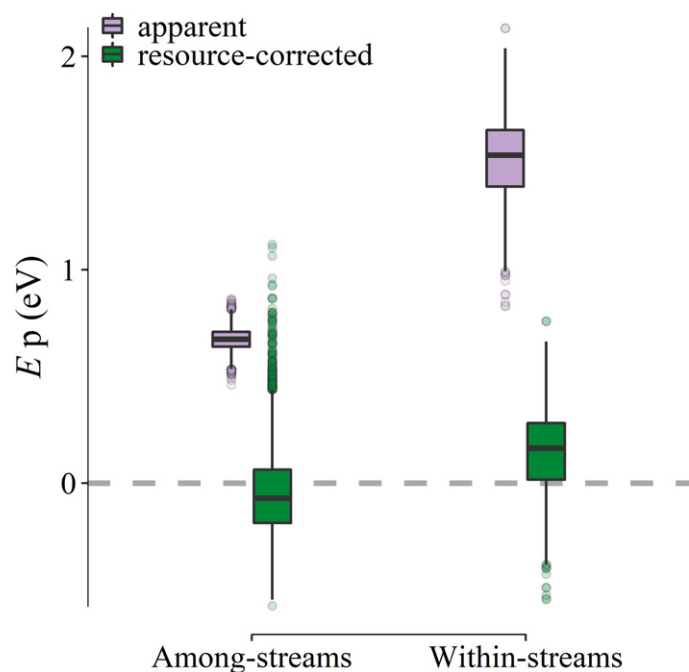 apparent
resource-corrected
2
1
0
E p (eV)
Among-streams
Within-streams